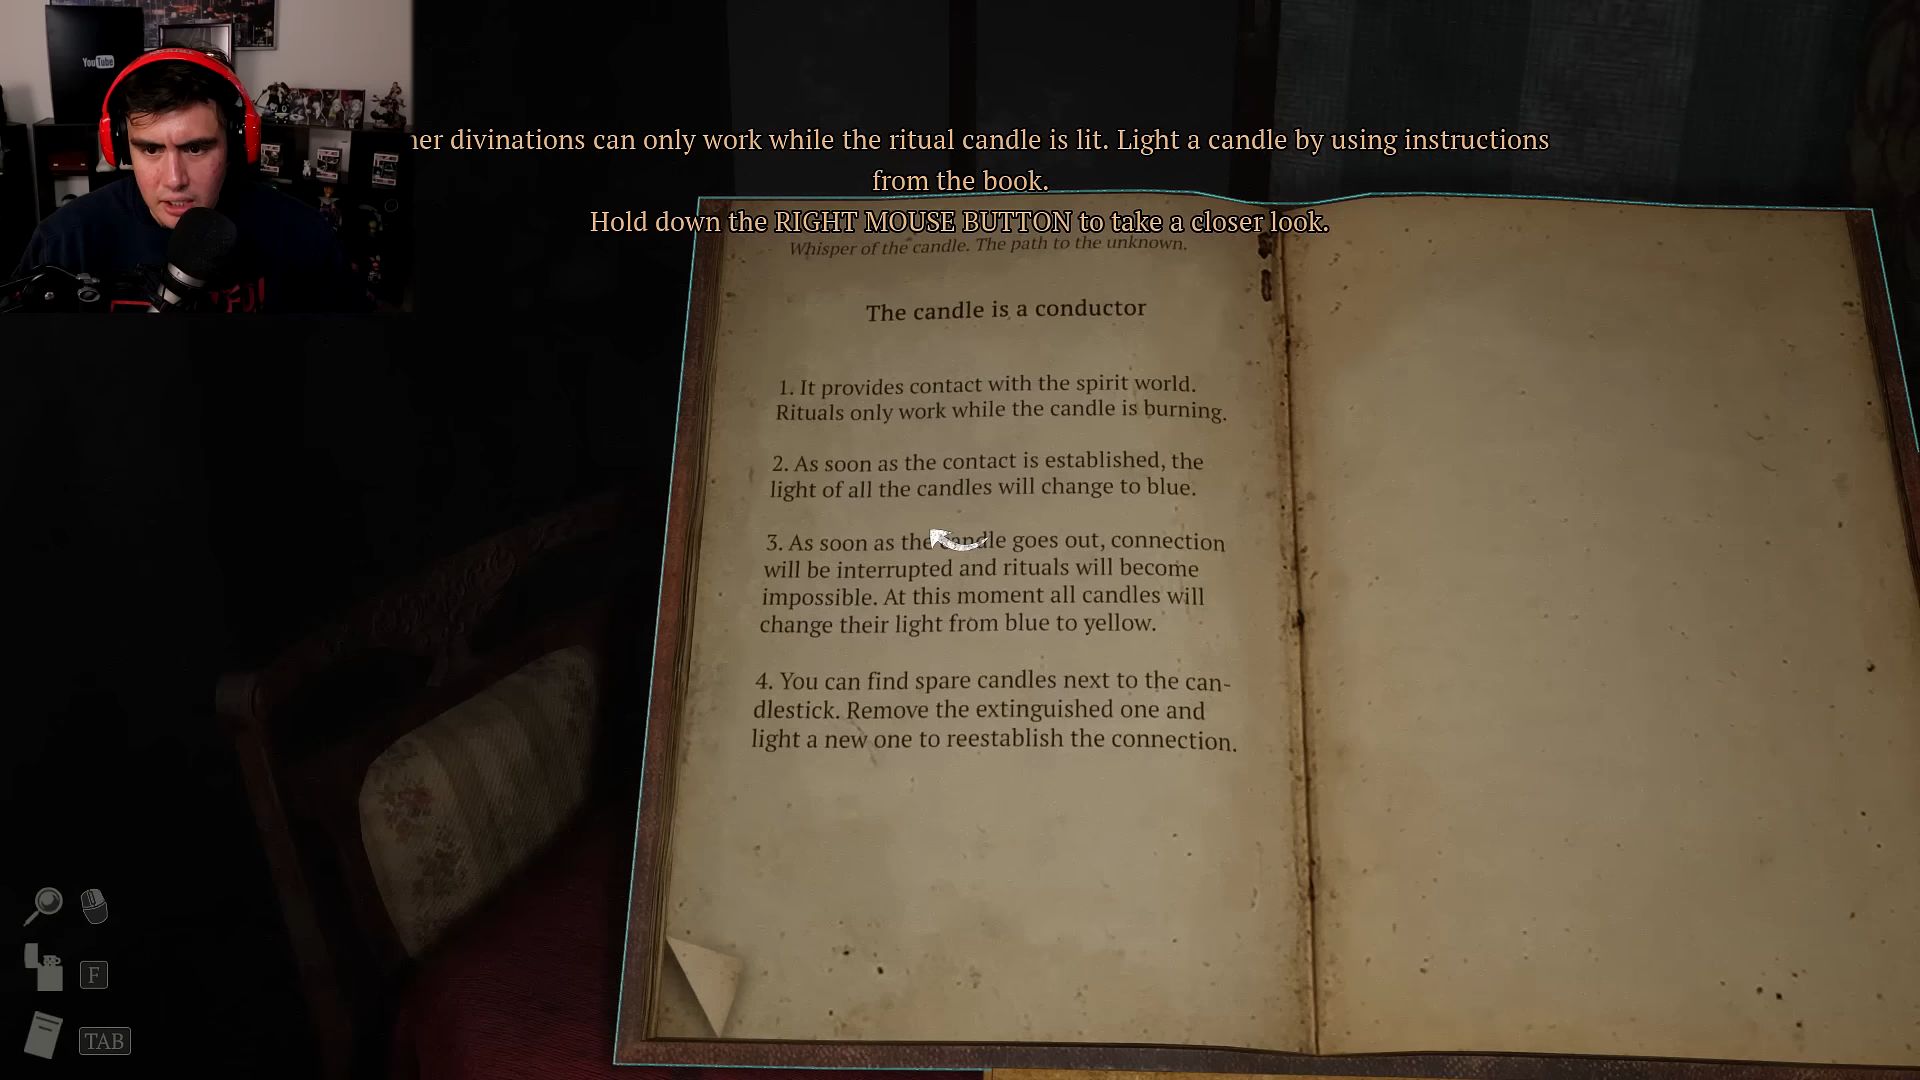 YouTube
her divinations can only work while the ritual candle is lit. Light a candle by using instructions
from the book.
Hold down the RIGHT MOUSE BUTTON to take a closer look.
Whisper of the candle. The path to the unknown.
The candle is a conductor
1. It provides contact with the spirit world.
Rituals only work while the candle is burning.
2. As soon as the contact is established, the
light of all the candles will change to blue.
3. As soon as the candle goes out, connection
will be interrupted and rituals will become
impossible. At this moment all candles will
change their light from blue to yellow.
4. You can find spare candles next to the can-
dlestick. Remove the extinguished one and
light a new one to reestablish the connection.
F
TAB